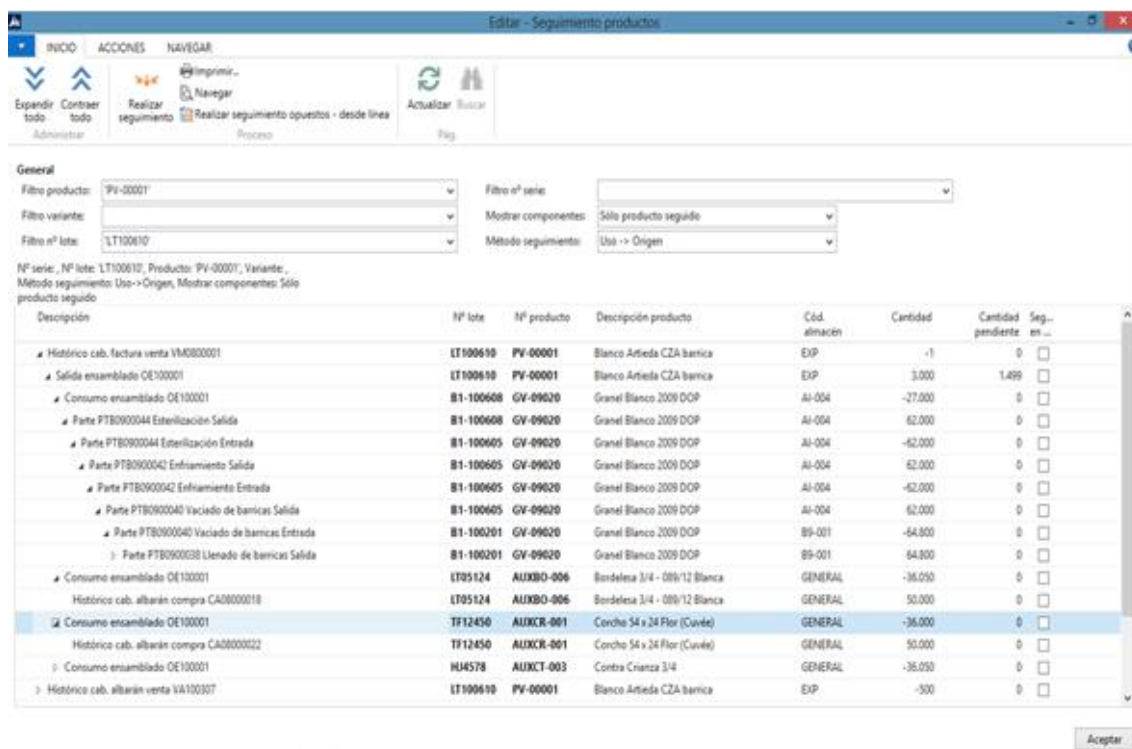 Editar - Seguimiento productos
INICIO ACCIONES NAVEGAR
Expandir todo
Contraer todo
Realizar seguimiento
Imprimir...
Navegar
Realizar seguimiento opuestos - desde línea
Actualizar
Buscar
Administrar Proceso Pág.
General
Filtro producto: 'PV-00001' Filtro nº serie:
Filtro variante: Mostrar componentes: Sólo producto seguido
Filtro nº lote: 'LT100610' Método seguimiento: Uso -> Origen
Nº serie: , Nº lote: 'LT100610', Producto: 'PV-00001', Variante: ,
Método seguimiento: Uso->Origen, Mostrar componentes: Sólo
producto seguido
Descripción Nº lote Nº producto Descripción producto Cód. almacén Cantidad Cantidad pendiente Seg... en ...
Histórico cab. factura venta VM0800001 LT100610 PV-00001 Blanco Artieda CZA barrica EXP -1 0
Salida ensamblado OE100001 LT100610 PV-00001 Blanco Artieda CZA barrica EXP 3.000 1.499
Consumo ensamblado OE100001 B1-100608 GV-09020 Granel Blanco 2009 DOP AI-004 -27.000 0
Parte PTB0900044 Esterilización Salida B1-100608 GV-09020 Granel Blanco 2009 DOP AI-004 62.000 0
Parte PTB0900044 Esterilización Entrada B1-100605 GV-09020 Granel Blanco 2009 DOP AI-004 -62.000 0
Parte PTB0900042 Enfriamiento Salida B1-100605 GV-09020 Granel Blanco 2009 DOP AI-004 62.000 0
Parte PTB0900042 Enfriamiento Entrada B1-100605 GV-09020 Granel Blanco 2009 DOP AI-004 -62.000 0
Parte PTB0900040 Vaciado de barricas Salida B1-100605 GV-09020 Granel Blanco 2009 DOP AI-004 62.000 0
Parte PTB0900040 Vaciado de barricas Entrada B1-100201 GV-09020 Granel Blanco 2009 DOP B9-001 -64.800 0
Parte PTB0900038 Llenado de barricas Salida B1-100201 GV-09020 Granel Blanco 2009 DOP B9-001 64.800 0
Consumo ensamblado OE100001 LT05124 AUXBO-006 Bordelesa 3/4 - 089/12 Blanca GENERAL -36.050 0
Histórico cab. albarán compra CA08000018 LT05124 AUXBO-006 Bordelesa 3/4 - 089/12 Blanca GENERAL 50.000 0
Consumo ensamblado OE100001 TF12450 AUXCR-001 Corcho 54 x 24 Flor (Cuvée) GENERAL -36.000 0
Histórico cab. albarán compra CA08000022 TF12450 AUXCR-001 Corcho 54 x 24 Flor (Cuvée) GENERAL 50.000 0
Consumo ensamblado OE100001 HJ4578 AUXCT-003 Contra Crianza 3/4 GENERAL -36.050 0
Histórico cab. albarán venta VA100307 LT100610 PV-00001 Blanco Artieda CZA barrica EXP -500 0
Aceptar